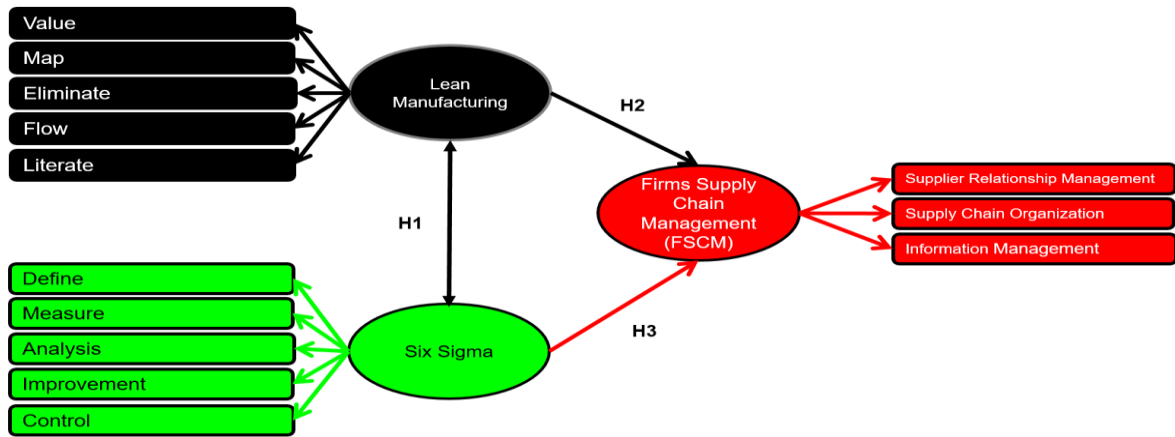 Value
Map
Eliminate
Flow
Literate
Lean
Manufacturing
H2
H1
Firms Supply
Chain
Management
(FSCM)
Supplier Relationship Management
Supply Chain Organization
Information Management
Define
Measure
Analysis
Improvement
Control
Six Sigma
H3